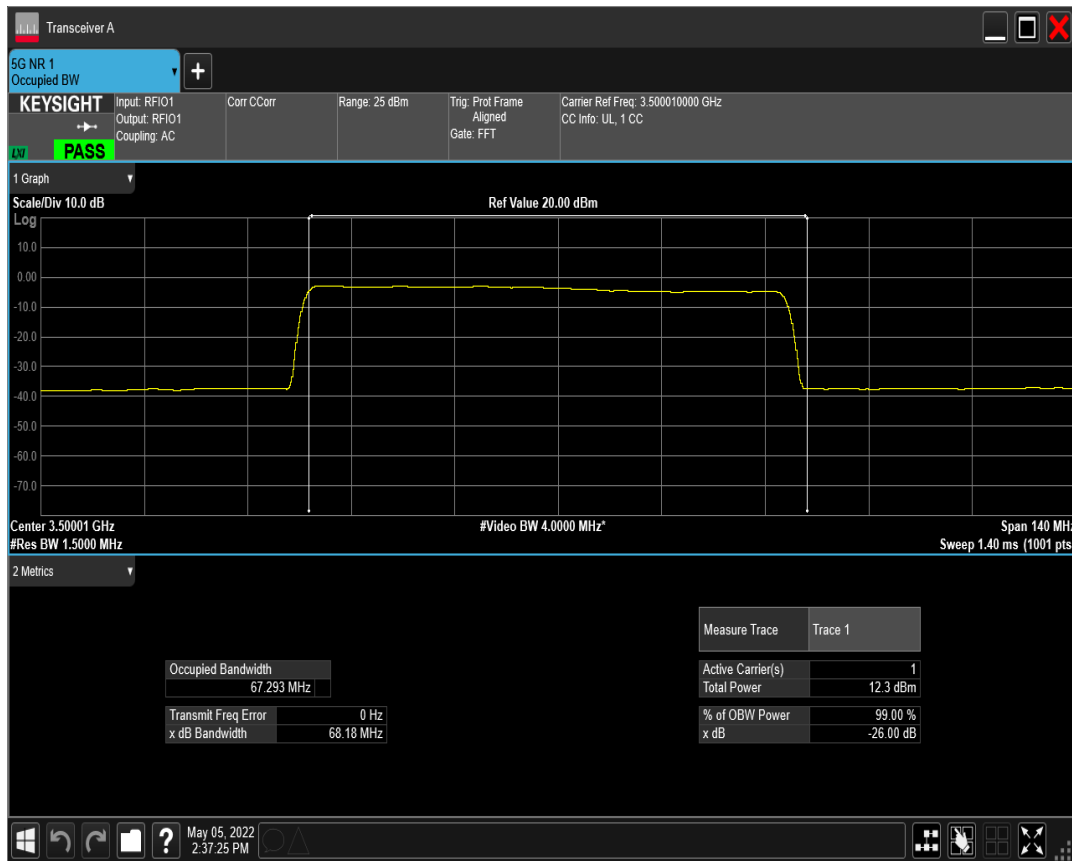 Transceiver A
5G NR 1
Occupied BW
KEYSIGHT
Input: RFIO1
Output: RFIO1
Coupling: AC
Corr CCorr
Range: 25 dBm
Trig: Prot Frame
Aligned
Gate: FFT
Carrier Ref Freq: 3.500010000 GHz
CC Info: UL, 1 CC
LXI
PASS
1 Graph
Scale/Div 10.0 dB
Ref Value 20.00 dBm
Log
10.0
0.00
-10.0
-20.0
-30.0
-40.0
-50.0
-60.0
-70.0
Center 3.50001 GHz
#Video BW 4.0000 MHz*
Span 140 MHz
#Res BW 1.5000 MHz
Sweep 1.40 ms (1001 pts
2 Metrics
Measure Trace Trace 1
Occupied Bandwidth
67.293 MHz
Active Carrier(s) 1
Total Power 12.3 dBm
Transmit Freq Error 0 Hz
x dB Bandwidth 68.18 MHz
% of OBW Power 99.00 %
x dB -26.00 dB
May 05, 2022
2:37:25 PM